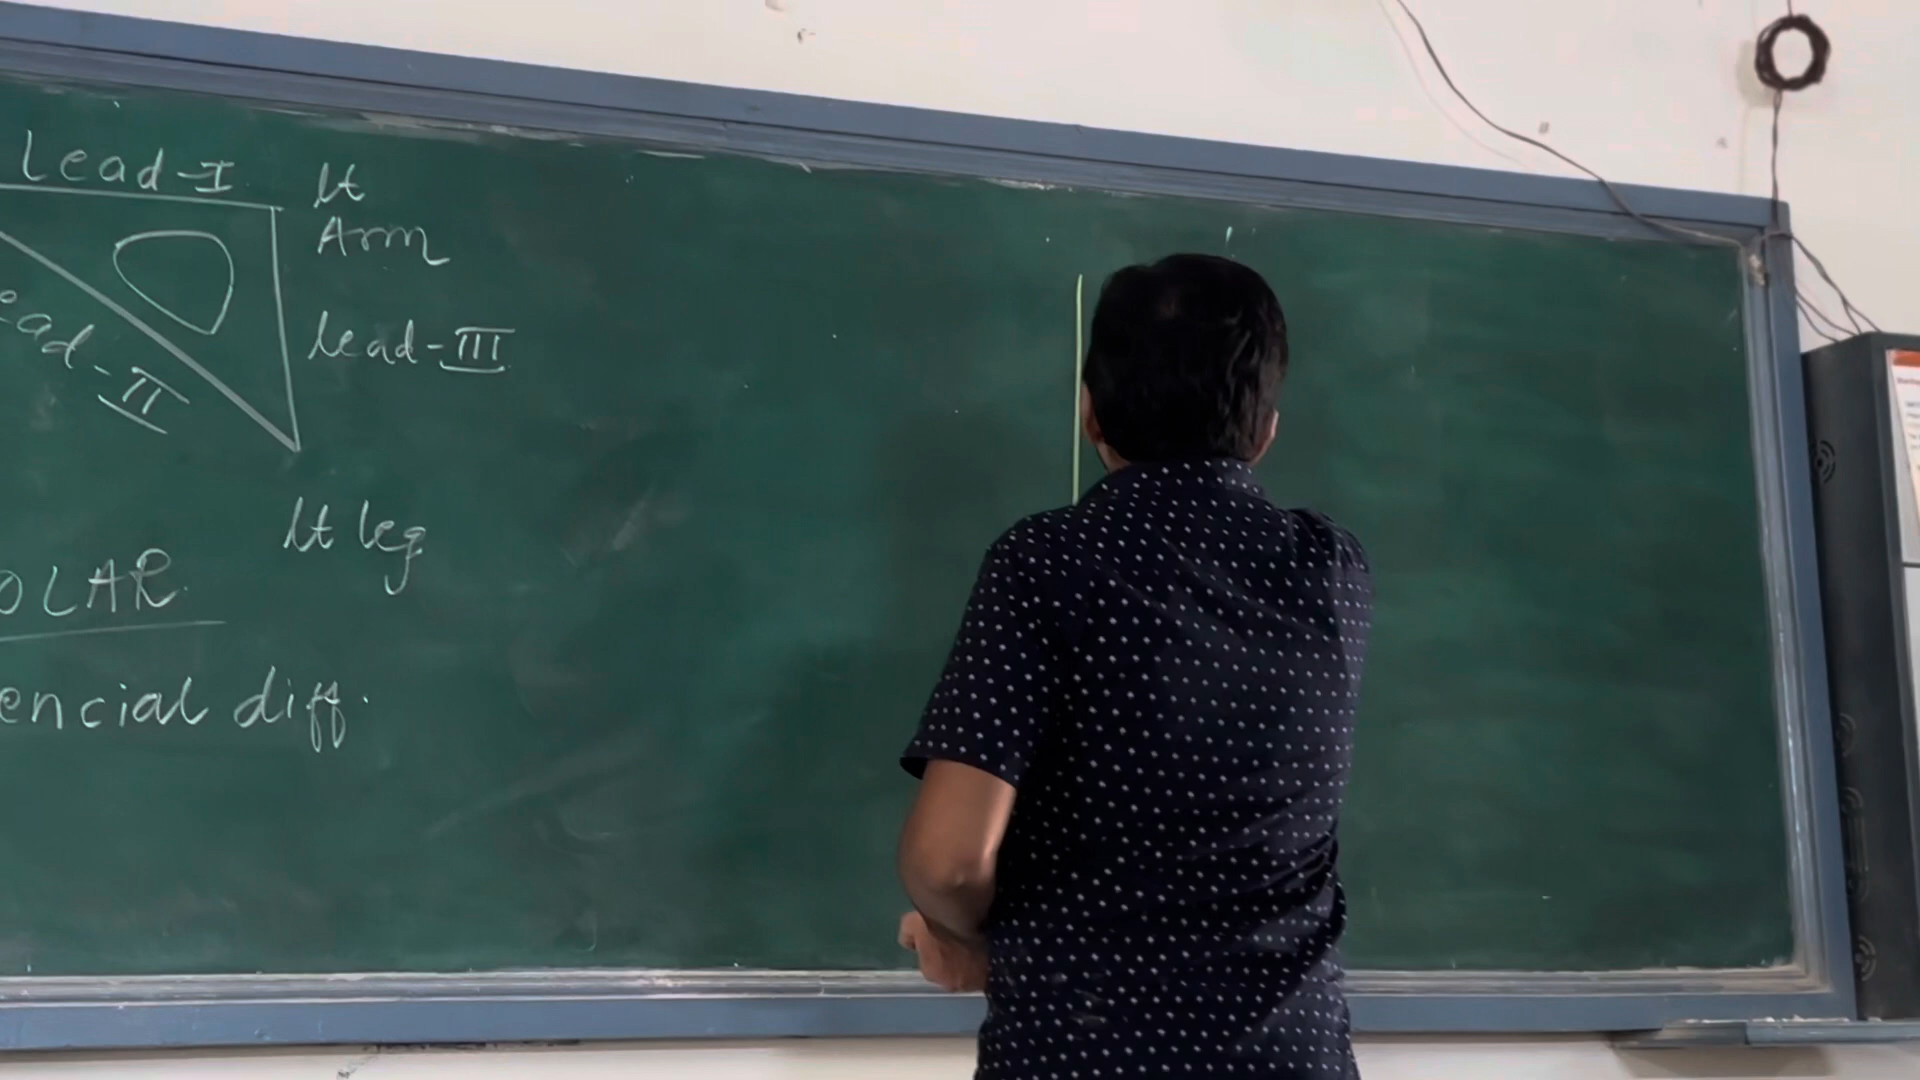 Lead-I
lt
Arm
ead-II
lead-III
lt leg
OLAR
encial diff.